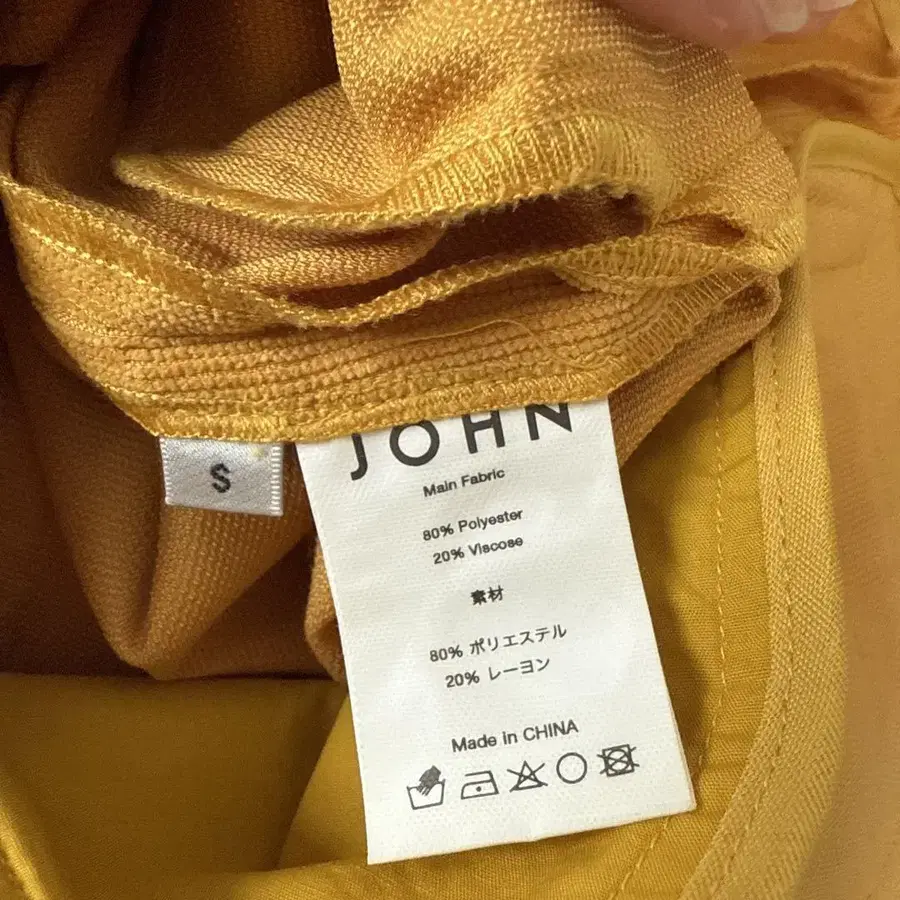 S
JOHN
Main Fabric
80% Polyester
20% Viscose
素材
80% ポリエステル
20% レーヨン
Made in CHINA